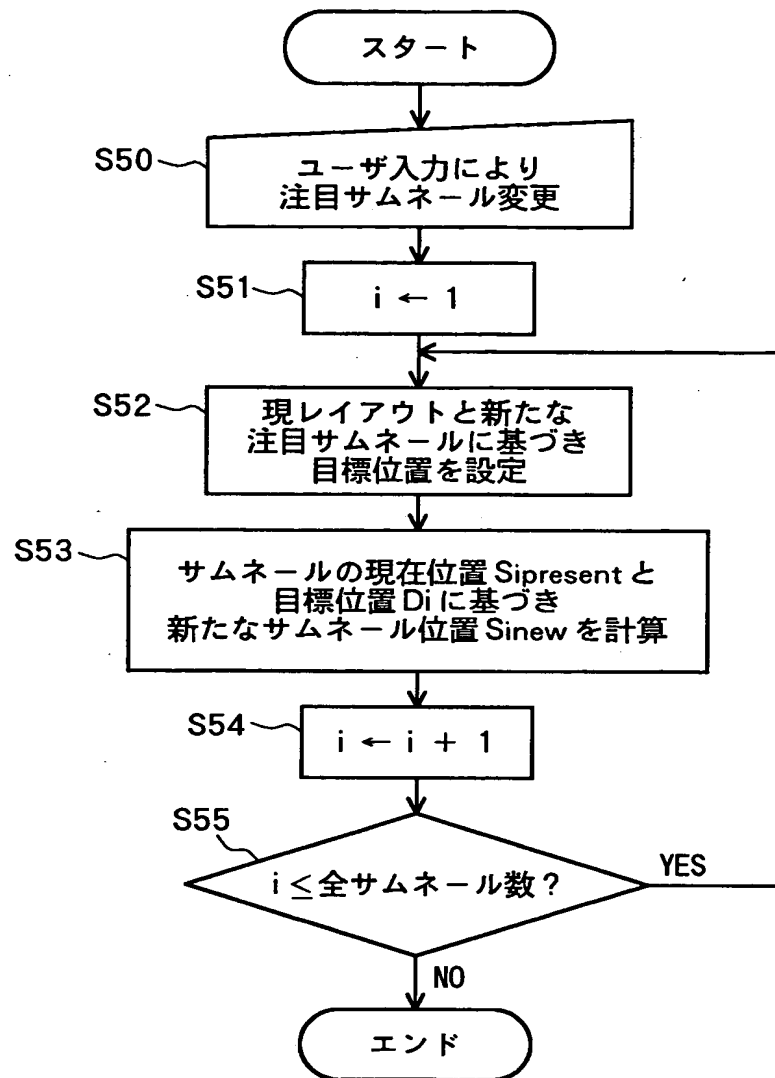 スタート
S50
ユーザ入力により
注目サムネール変更
S51
i ← 1
S52
現レイアウトと新たな
注目サムネールに基づき
目標位置を設定
S53
サムネールの現在位置 Sipresent と
目標位置 Di に基づき
新たなサムネール位置 Sinew を計算
S54
i ← i + 1
S55
i ≦ 全サムネール数？
YES
NO
エンド